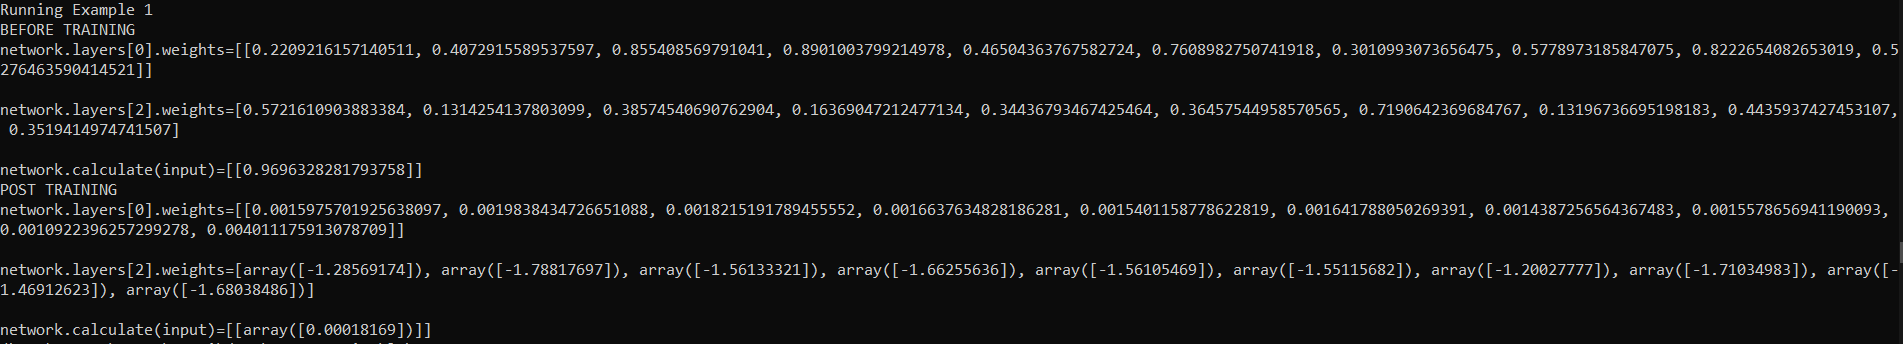 Running Example 1
BEFORE TRAINING
network.layers[0].weights=[[0.2209216157140511, 0.4072915589537597, 0.855408569791041, 0.8901003799214978, 0.46504363767582724, 0.7608982750741918, 0.3010993073656475, 0.5778973185847075, 0.8222654082653019, 0.5
276463590414521]]
network.layers[2].weights=[0.5721610903883384, 0.1314254137803099, 0.38574540690762904, 0.16369047212477134, 0.34436793467425464, 0.36457544958570565, 0.7190642369684767, 0.13196736695198183, 0.4435937427453107,
0.3519414974741507]
network.calculate(input)=[[0.9696328281793758]]
POST TRAINING
network.layers[0].weights=[[0.0015975701925638097, 0.0019838434726651088, 0.0018215191789455552, 0.0016637634828186281, 0.0015401158778622819, 0.001641788050269391, 0.0014387256564367483, 0.0015578656941190093,
0.0010922396257299278, 0.004011175913078709]]
network.layers[2].weights=[array([-1.28569174]), array([-1.78817697]), array([-1.56133321]), array([-1.66255636]), array([-1.56105469]), array([-1.55115682]), array([-1.20027777]), array([-1.71034983]), array([-
1.46912623]), array([-1.68038486])]
network.calculate(input)=[[array([0.00018169])]]